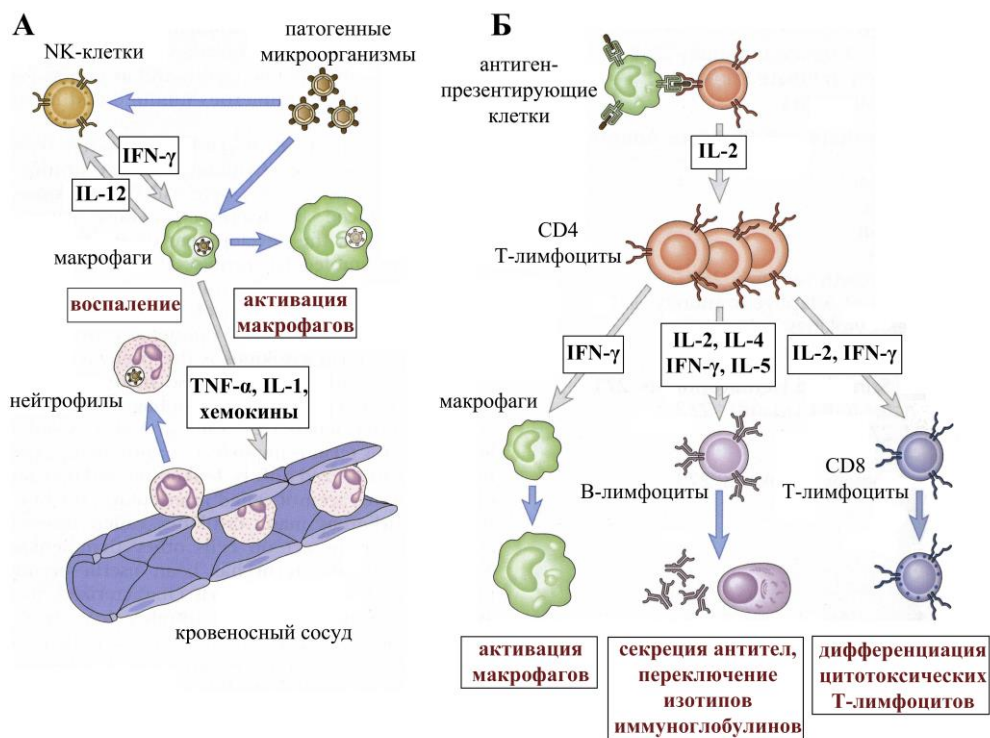 А
NK-клетки
патогенные
микроорганизмы
IFN-γ
IL-12
макрофаги
воспаление
активация
макрофагов
нейтрофилы
TNF-α, IL-1,
хемокины
кровеносный сосуд
Б
антиген-
презентирующие
клетки
IL-2
CD4
Т-лимфоциты
IFN-γ
IL-2, IL-4
IFN-γ, IL-5
IL-2, IFN-γ
макрофаги
В-лимфоциты
CD8
Т-лимфоциты
активация
макрофагов
секреция антител,
переключение
изотипов
иммуноглобулинов
дифференциация
цитотоксических
Т-лимфоцитов